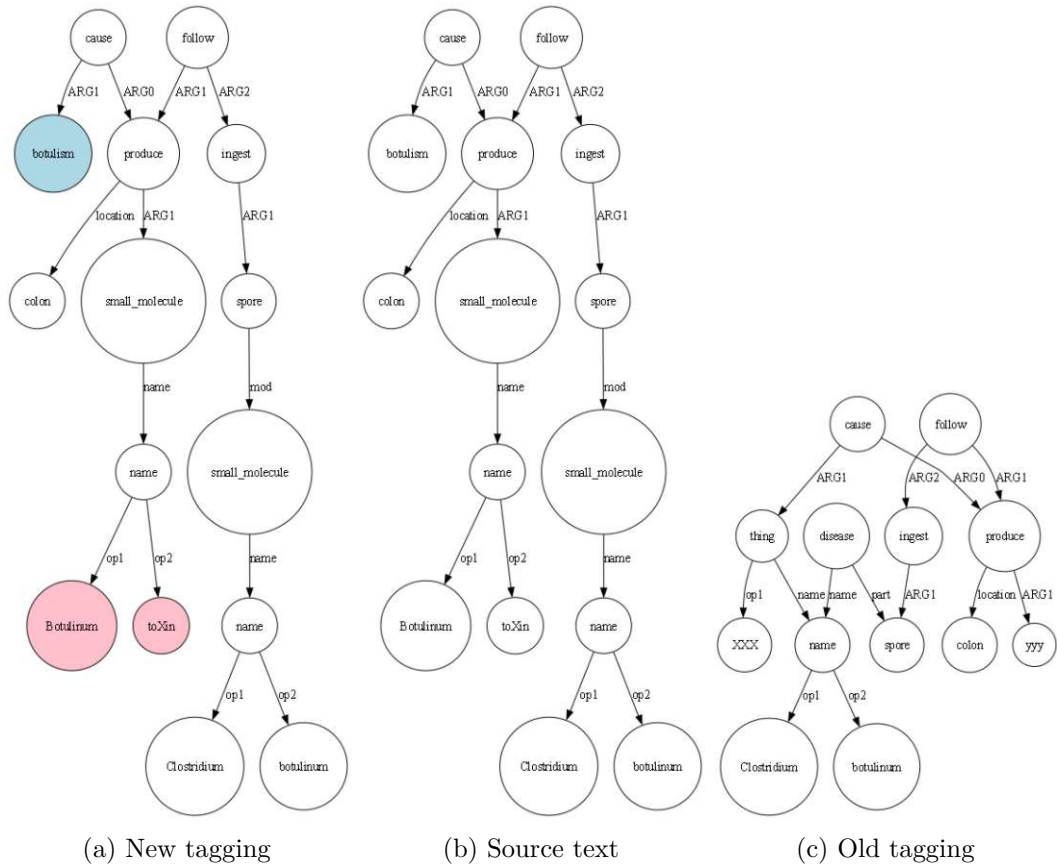 cause follow cause follow
ARG1 ARG0 ARG1 ARG2 ARG1 ARG0 ARG1 ARG2
botulism produce ingest botulism produce ingest
location ARG1 ARG1 location ARG1 ARG1
colon small_molecule spore colon small_molecule spore
name mod name mod
cause follow
name small_molecule name small_molecule
ARG1 ARG2 ARG0 ARG1
op1 op2 name op1 op2 name
thing disease ingest produce
op1 name name part ARG1 location ARG1
Botulinum toXin name Botulinum toXin name
XXX name spore colon yyy
op1 op2 op1 op2 op1 op2
Clostridium botulinum Clostridium botulinum Clostridium botulinum
(a) New tagging (b) Source text (c) Old tagging